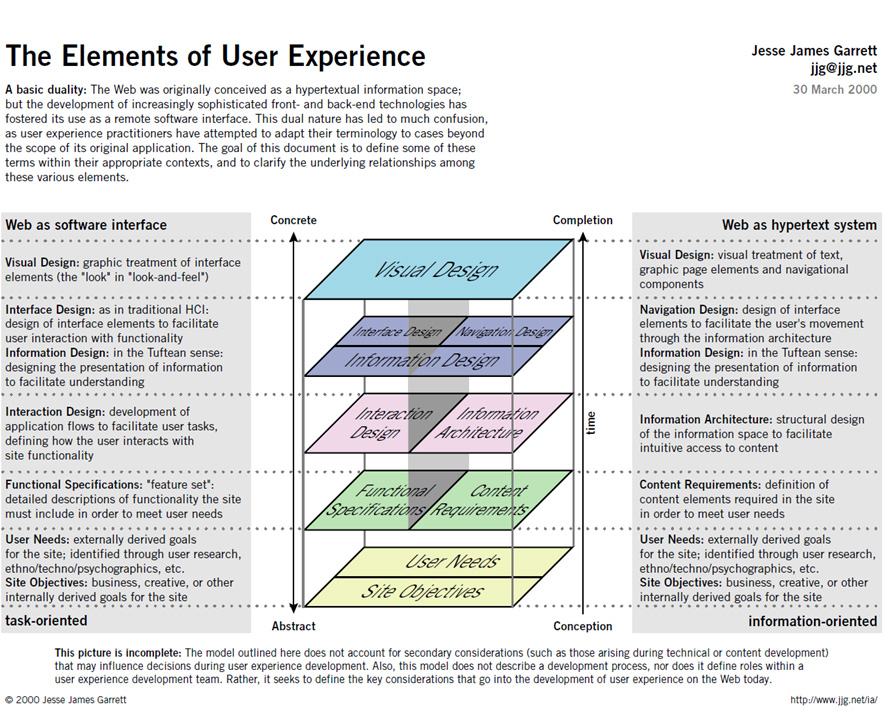 The Elements of User Experience
Jesse James Garrett
jjg@jjg.net
30 March 2000
A basic duality: The Web was originally conceived as a hypertextual information space;
but the development of increasingly sophisticated front- and back-end technologies has
fostered its use as a remote software interface. This dual nature has led to much confusion,
as user experience practitioners have attempted to adapt their terminology to cases beyond
the scope of its original application. The goal of this document is to define some of these
terms within their appropriate contexts, and to clarify the underlying relationships among
these various elements.
Web as software interface
Visual Design: graphic treatment of interface
elements (the "look" in "look-and-feel")
Interface Design: as in traditional HCI:
design of interface elements to facilitate
user interaction with functionality
Information Design: in the Tuftean sense:
designing the presentation of information
to facilitate understanding
Interaction Design: development of
application flows to facilitate user tasks,
defining how the user interacts with
site functionality
Functional Specifications: "feature set":
detailed descriptions of functionality the site
must include in order to meet user needs
User Needs: externally derived goals
for the site; identified through user research,
ethno/techno/psychographics, etc.
Site Objectives: business, creative, or other
internally derived goals for the site
task-oriented
Concrete
Completion
Visual Design
Interface Design
Navigation Design
Information Design
Interaction
Design
Information
Architecture
Functional
Specifications
Content
Requirements
User Needs
Site Objectives
time
Abstract
Conception
Web as hypertext system
Visual Design: visual treatment of text,
graphic page elements and navigational
components
Navigation Design: design of interface
elements to facilitate the user's movement
through the information architecture
Information Design: in the Tuftean sense:
designing the presentation of information
to facilitate understanding
Information Architecture: structural design
of the information space to facilitate
intuitive access to content
Content Requirements: definition of
content elements required in the site
in order to meet user needs
User Needs: externally derived goals
for the site; identified through user research,
ethno/techno/psychographics, etc.
Site Objectives: business, creative, or other
internally derived goals for the site
information-oriented
This picture is incomplete: The model outlined here does not account for secondary considerations (such as those arising during technical or content development)
that may influence decisions during user experience development. Also, this model does not describe a development process, nor does it define roles within a
user experience development team. Rather, it seeks to define the key considerations that go into the development of user experience on the Web today.
© 2000 Jesse James Garrett
http://www.jjg.net/ia/